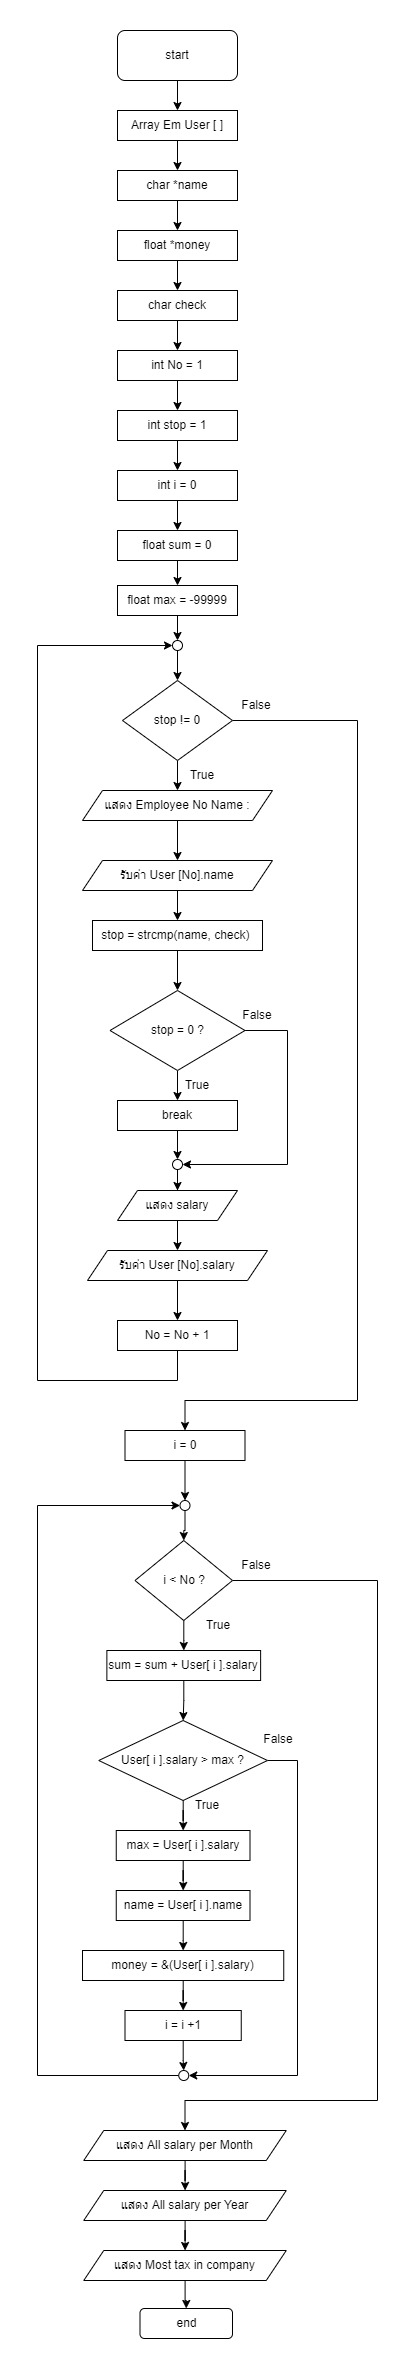 start
Array Em User [ ]
char *name
float *money
char check
int No = 1
int stop = 1
int i = 0
float sum = 0
float max = -99999
stop != 0
False
True
แสดง Employee No Name :
รับค่า User [No].name
stop = strcmp(name, check)
stop = 0 ?
False
True
break
แสดง salary
รับค่า User [No].salary
No = No + 1
i = 0
i < No ?
False
True
sum = sum + User[ i ].salary
User[ i ].salary > max ?
False
True
max = User[ i ].salary
name = User[ i ].name
money = &(User[ i ].salary)
i = i +1
แสดง All salary per Month
แสดง All salary per Year
แสดง Most tax in company
end